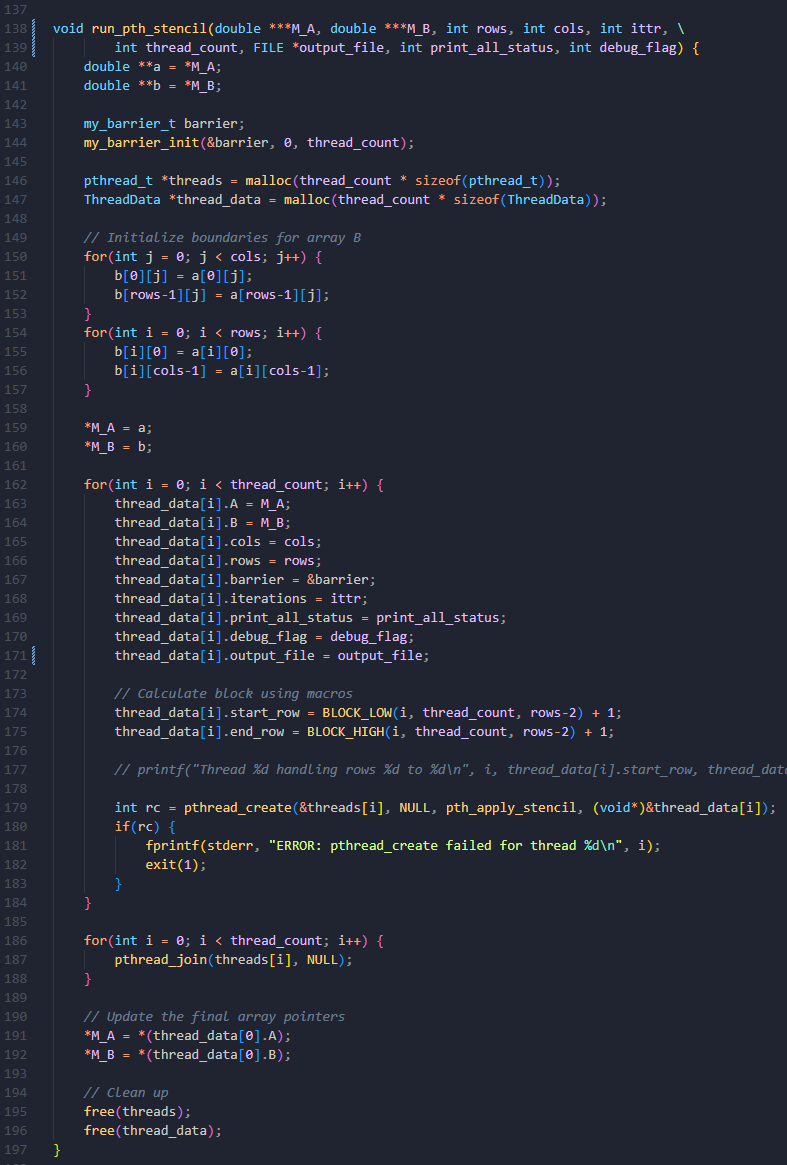 137
138 void run_pth_stencil(double ***M_A, double ***M_B, int rows, int cols, int ittr, \
139         int thread_count, FILE *output_file, int print_all_status, int debug_flag) {
140     double **a = *M_A;
141     double **b = *M_B;
142
143     my_barrier_t barrier;
144     my_barrier_init(&barrier, 0, thread_count);
145
146     pthread_t *threads = malloc(thread_count * sizeof(pthread_t));
147     ThreadData *thread_data = malloc(thread_count * sizeof(ThreadData));
148
149     // Initialize boundaries for array B
150     for(int j = 0; j < cols; j++) {
151         b[0][j] = a[0][j];
152         b[rows-1][j] = a[rows-1][j];
153     }
154     for(int i = 0; i < rows; i++) {
155         b[i][0] = a[i][0];
156         b[i][cols-1] = a[i][cols-1];
157     }
158
159     *M_A = a;
160     *M_B = b;
161
162     for(int i = 0; i < thread_count; i++) {
163         thread_data[i].A = M_A;
164         thread_data[i].B = M_B;
165         thread_data[i].cols = cols;
166         thread_data[i].rows = rows;
167         thread_data[i].barrier = &barrier;
168         thread_data[i].iterations = ittr;
169         thread_data[i].print_all_status = print_all_status;
170         thread_data[i].debug_flag = debug_flag;
171         thread_data[i].output_file = output_file;
172
173         // Calculate block using macros
174         thread_data[i].start_row = BLOCK_LOW(i, thread_count, rows-2) + 1;
175         thread_data[i].end_row = BLOCK_HIGH(i, thread_count, rows-2) + 1;
176
177         // printf("Thread %d handling rows %d to %d\n", i, thread_data[i].start_row, thread_dat
178
179         int rc = pthread_create(&threads[i], NULL, pth_apply_stencil, (void*)&thread_data[i]);
180         if(rc) {
181             fprintf(stderr, "ERROR: pthread_create failed for thread %d\n", i);
182             exit(1);
183         }
184     }
185
186     for(int i = 0; i < thread_count; i++) {
187         pthread_join(threads[i], NULL);
188     }
189
190     // Update the final array pointers
191     *M_A = *(thread_data[0].A);
192     *M_B = *(thread_data[0].B);
193
194     // Clean up
195     free(threads);
196     free(thread_data);
197 }